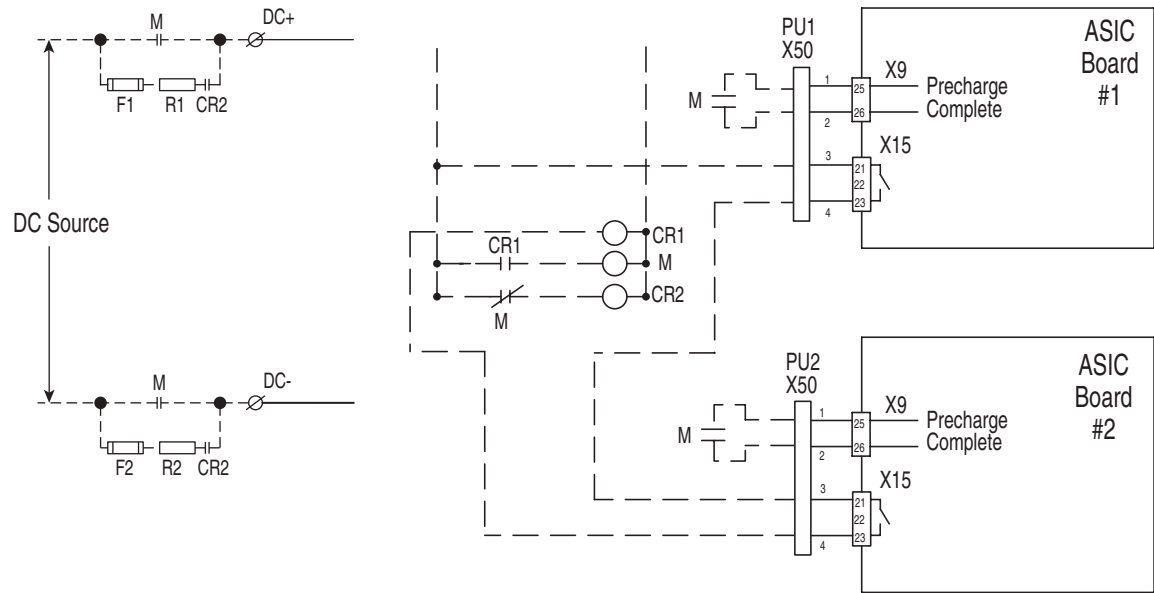 M
DC+
F1 R1 CR2
DC Source
M
DC-
F2 R2 CR2
CR1
CR1
M
CR2
M
PU1
X50
M
1
2
3
4
25
26
X9
Precharge
Complete
X15
21
22
23
ASIC
Board
#1
PU2
X50
M
1
2
3
4
25
26
X9
Precharge
Complete
X15
21
22
23
ASIC
Board
#2